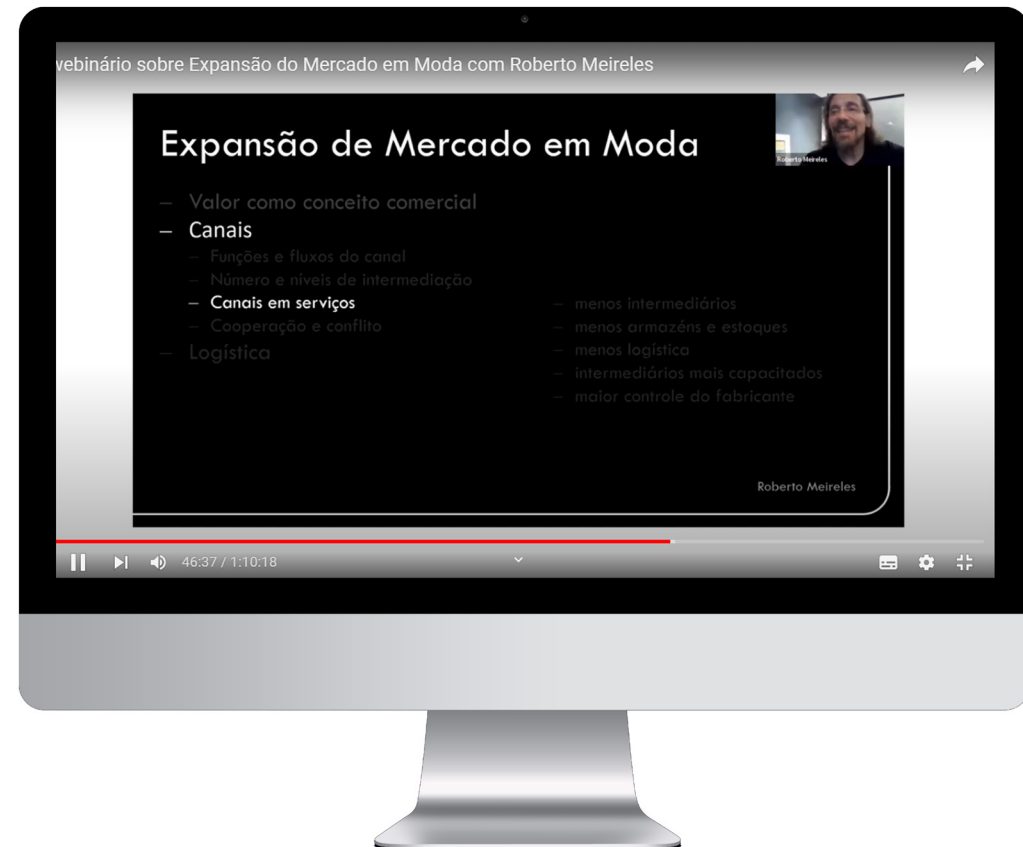 webinário sobre Expansão do Mercado em Moda com Roberto Meireles
Expansão de Mercado em Moda
Roberto Meireles
– Valor como conceito comercial
– Canais
– Funções e fluxos do canal
– Número e níveis de intermediação
– Canais em serviços
– Cooperação e conflito
– Logística
– menos intermediários
– menos armazéns e estoques
– menos logística
– intermediários mais capacitados
– maior controle do fabricante
Roberto Meireles
46:37 / 1:10:18